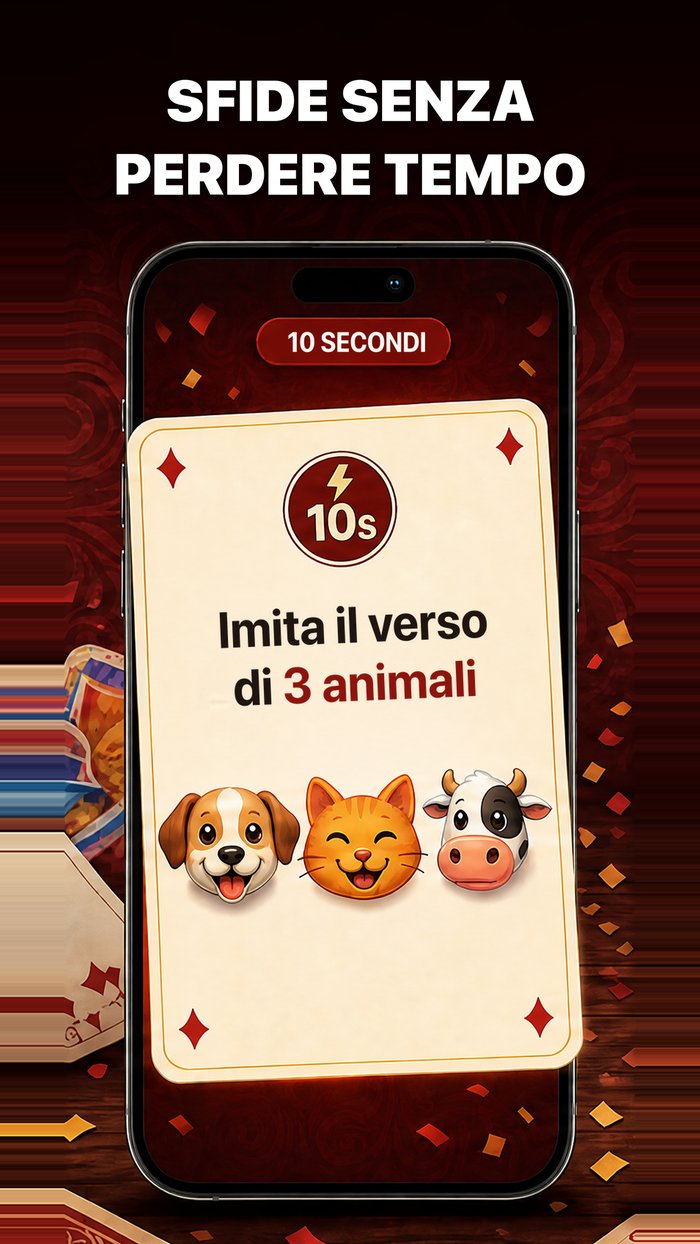 SFIDE SENZA
PERDERE TEMPO
10 SECONDI
10s
Imita il verso
di 3 animali